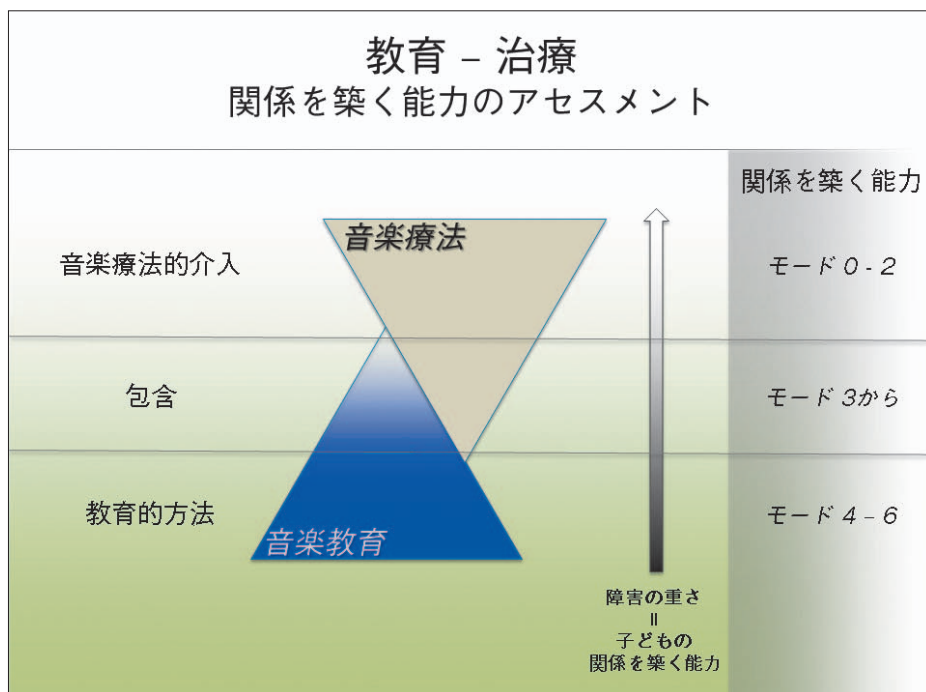 教育 – 治療
関係を築く能力のアセスメント
関係を築く能力
音楽療法
音楽療法的介入
モード 0 - 2
包含
モード 3から
教育的方法
モード 4 – 6
音楽教育
障害の重さ
=
子どもの
関係を築く能力